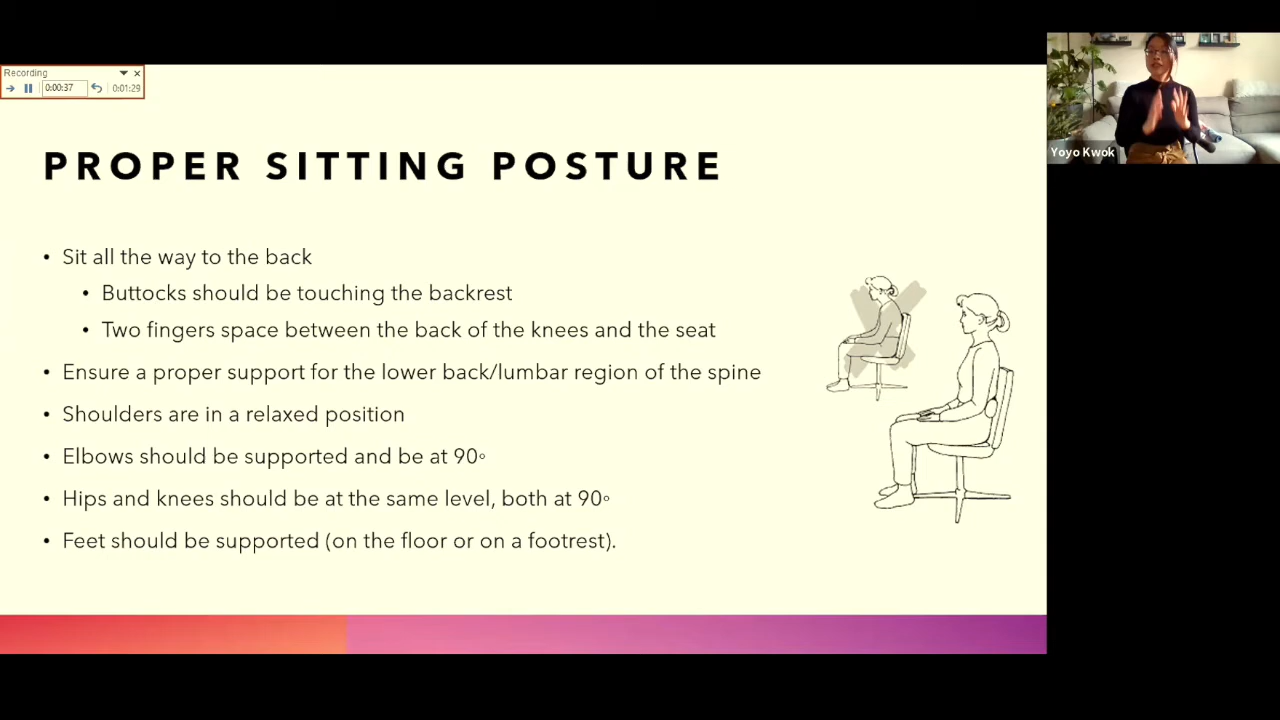 Recording
0:00:37
0:01:29
Yoyo Kwok
PROPER SITTING POSTURE
• Sit all the way to the back
• Buttocks should be touching the backrest
• Two fingers space between the back of the knees and the seat
• Ensure a proper support for the lower back/lumbar region of the spine
• Shoulders are in a relaxed position
• Elbows should be supported and be at 90°
• Hips and knees should be at the same level, both at 90°
• Feet should be supported (on the floor or on a footrest).